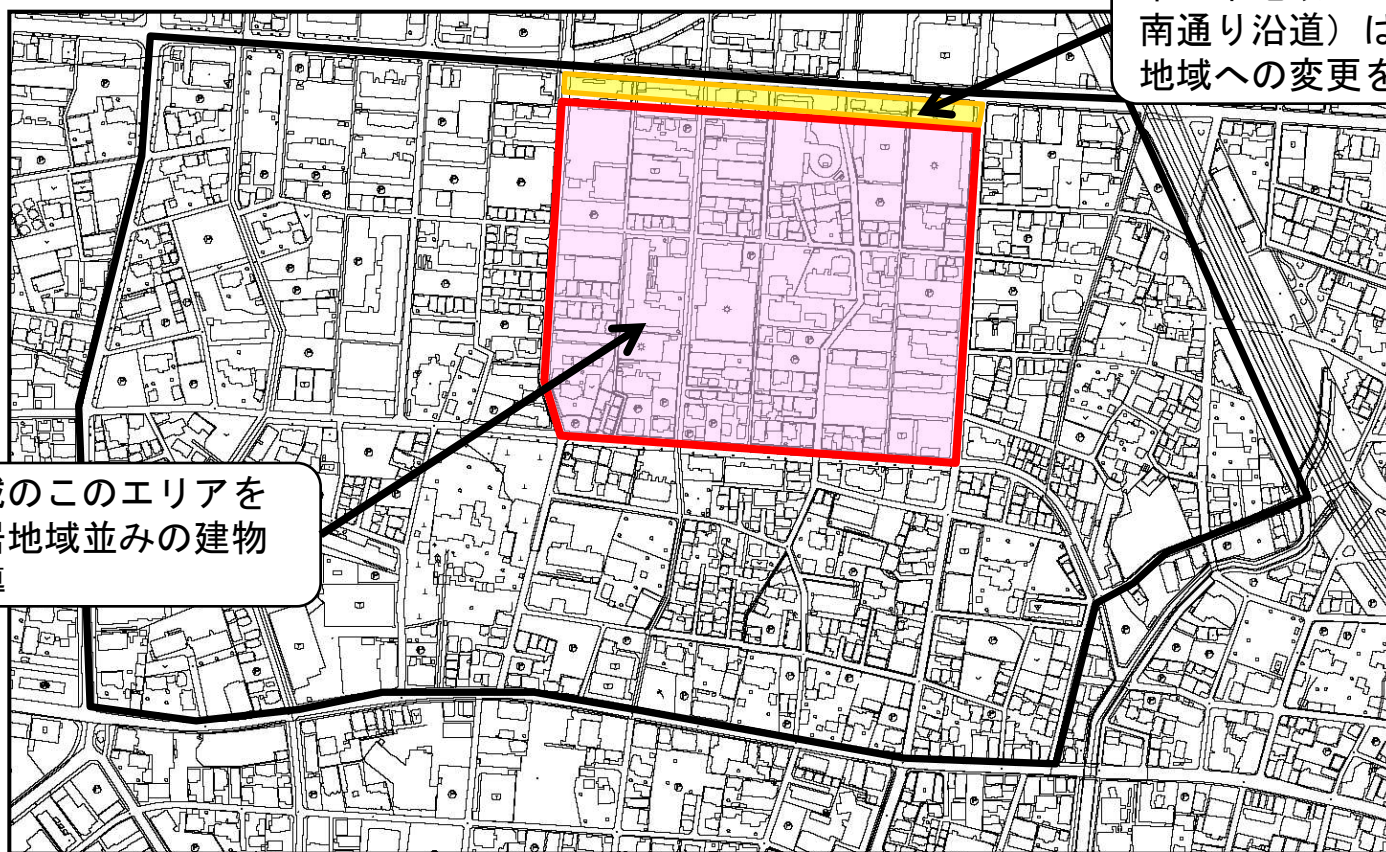 南通り沿道）は
地域への変更を
域のこのエリアを
居地域並みの建物